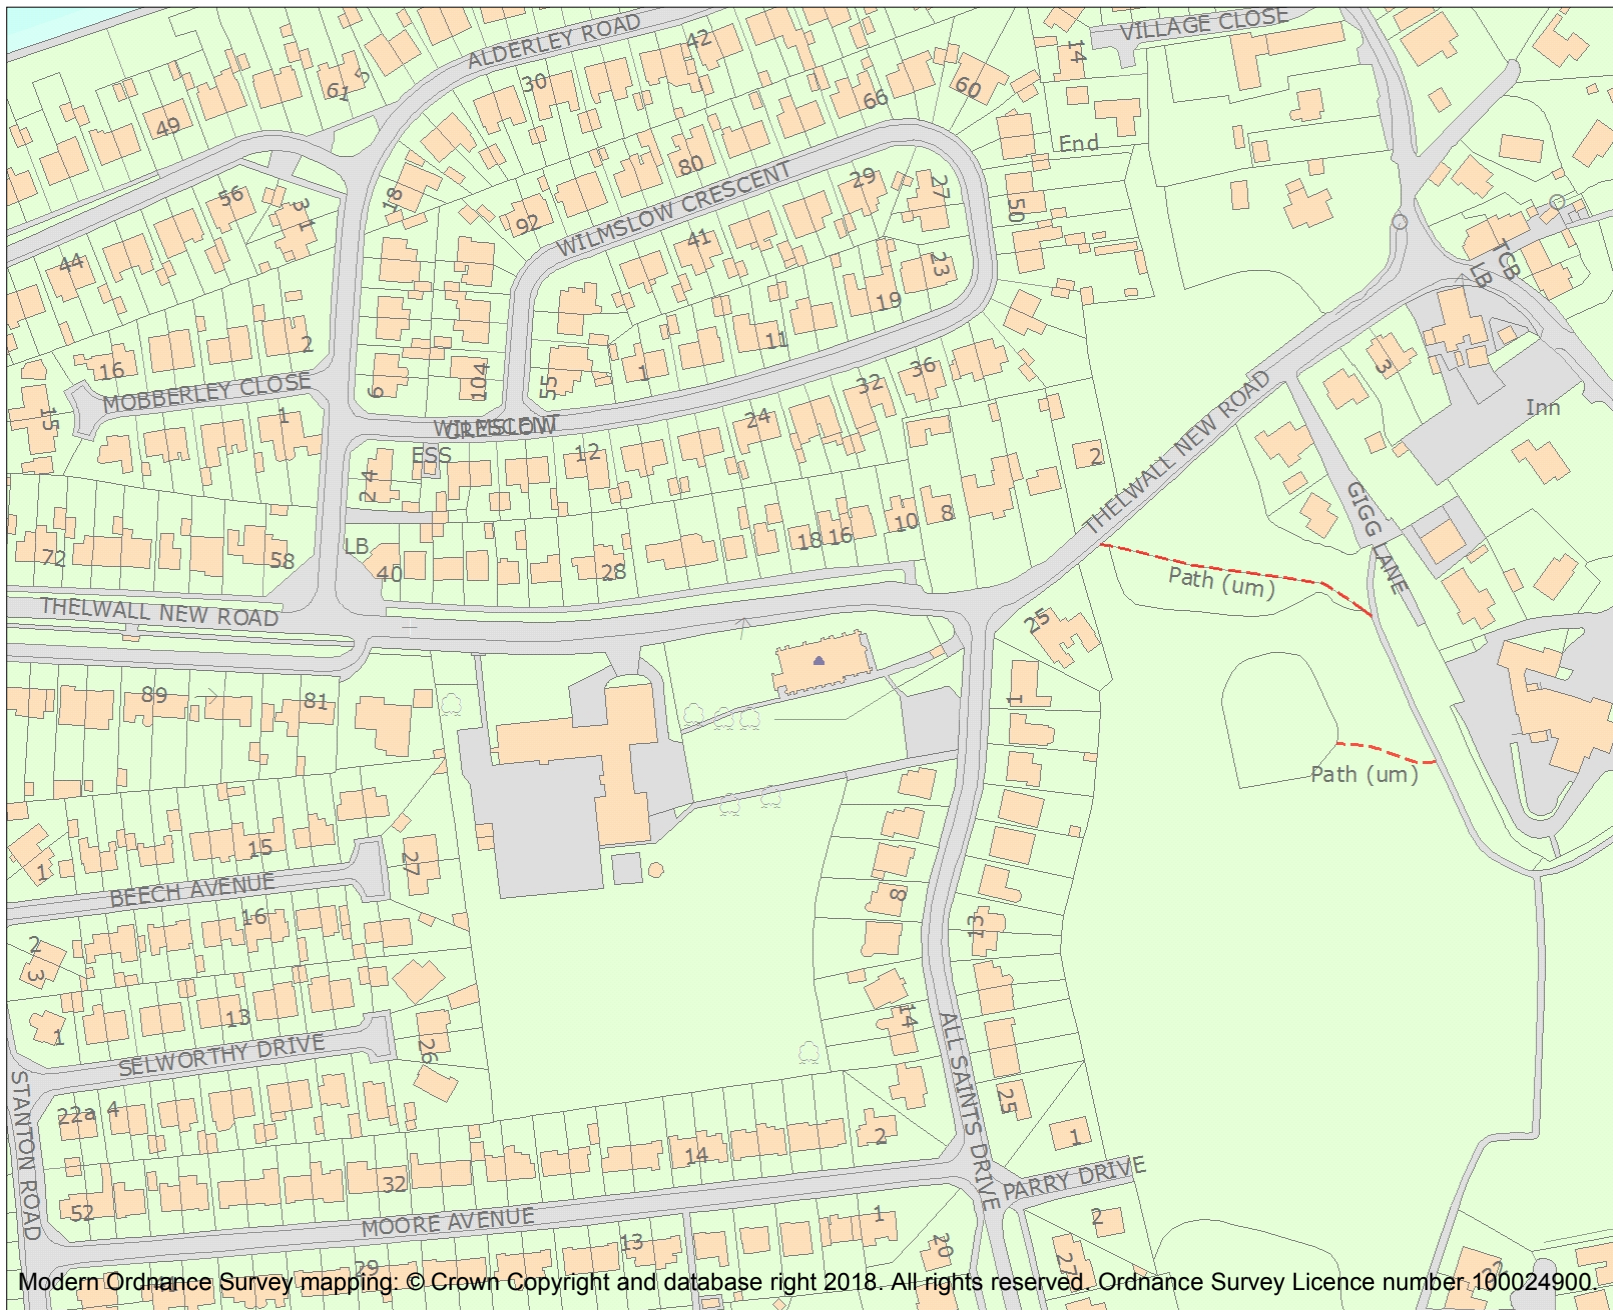 VILLAGE CLOSE
ALDERLEY ROAD
42
14
5
61
30
60
66
49
End
80
29
27
18
56
31
92
WILMSLOW CRESCENT
50
41
44
23
TCB
LB
19
11
2
16
MOBBERLEY CLOSE
6
104
55
1
36
32
3
Inn
15
1
24
WILMSLOW
CRESCENT
ESS
12
2
THELWALL NEW ROAD
2 4
GIGG LANE
18
16
10
8
72
58
LB
40
28
Path (um)
THELWALL NEW ROAD
25
89
81
1
Path (um)
15
1
27
BEECH AVENUE
8
16
13
2
3
13
14
1
26
SELWORTHY DRIVE
ALL SAINTS DRIVE
STANTON ROAD
22a
4
25
2
1
14
32
PARRY DRIVE
52
MOORE AVENUE
1
2
13
20
27
29
Modern Ordnance Survey mapping: © Crown Copyright and database right 2018. All rights reserved. Ordnance Survey Licence number 100024900.